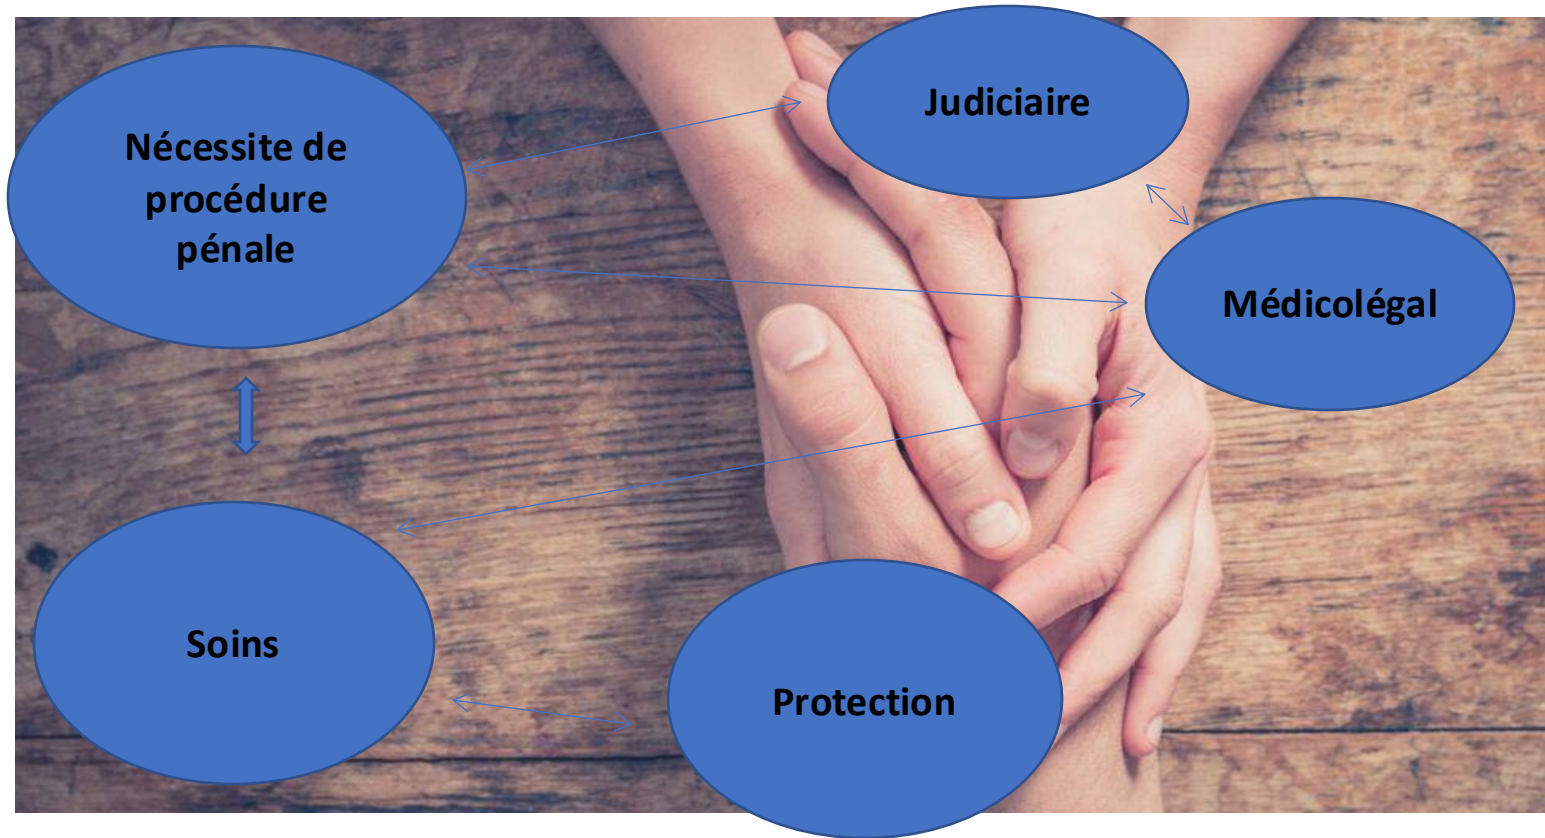 Nécessite de
procédure
pénale
Judiciaire
Médicolégal
Soins
Protection